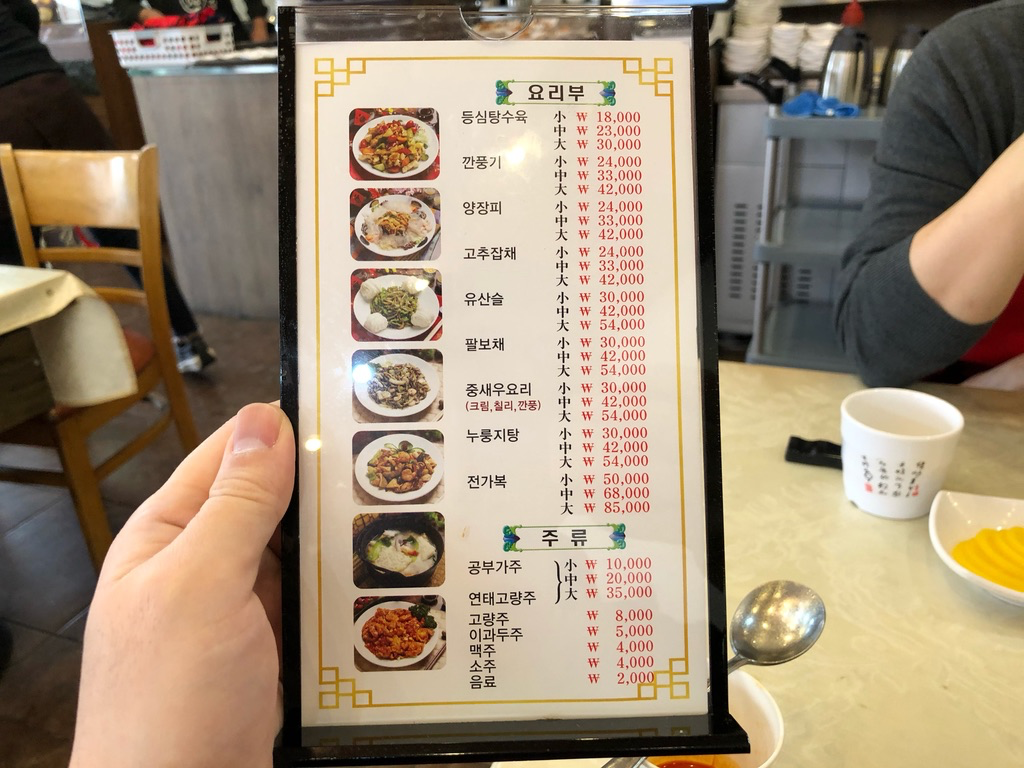 요리부
등심탕수육 小 ₩ 18,000
中 ₩ 23,000
大 ₩ 30,000
깐풍기 小 ₩ 24,000
中 ₩ 33,000
大 ₩ 42,000
양장피 小 ₩ 24,000
中 ₩ 33,000
大 ₩ 42,000
고추잡채 小 ₩ 24,000
中 ₩ 33,000
大 ₩ 42,000
유산슬 小 ₩ 30,000
中 ₩ 42,000
大 ₩ 54,000
팔보채 小 ₩ 30,000
中 ₩ 42,000
大 ₩ 54,000
중새우요리 小 ₩ 30,000
(크림,칠리,깐풍) 中 ₩ 42,000
大 ₩ 54,000
누룽지탕 小 ₩ 30,000
中 ₩ 42,000
大 ₩ 54,000
전가복 小 ₩ 50,000
中 ₩ 68,000
大 ₩ 85,000
주류
공부가주 小 ₩ 10,000
中 ₩ 20,000
연태고량주 大 ₩ 35,000
고량주 ₩ 8,000
이과두주 ₩ 5,000
맥주 ₩ 4,000
소주 ₩ 4,000
음료 ₩ 2,000